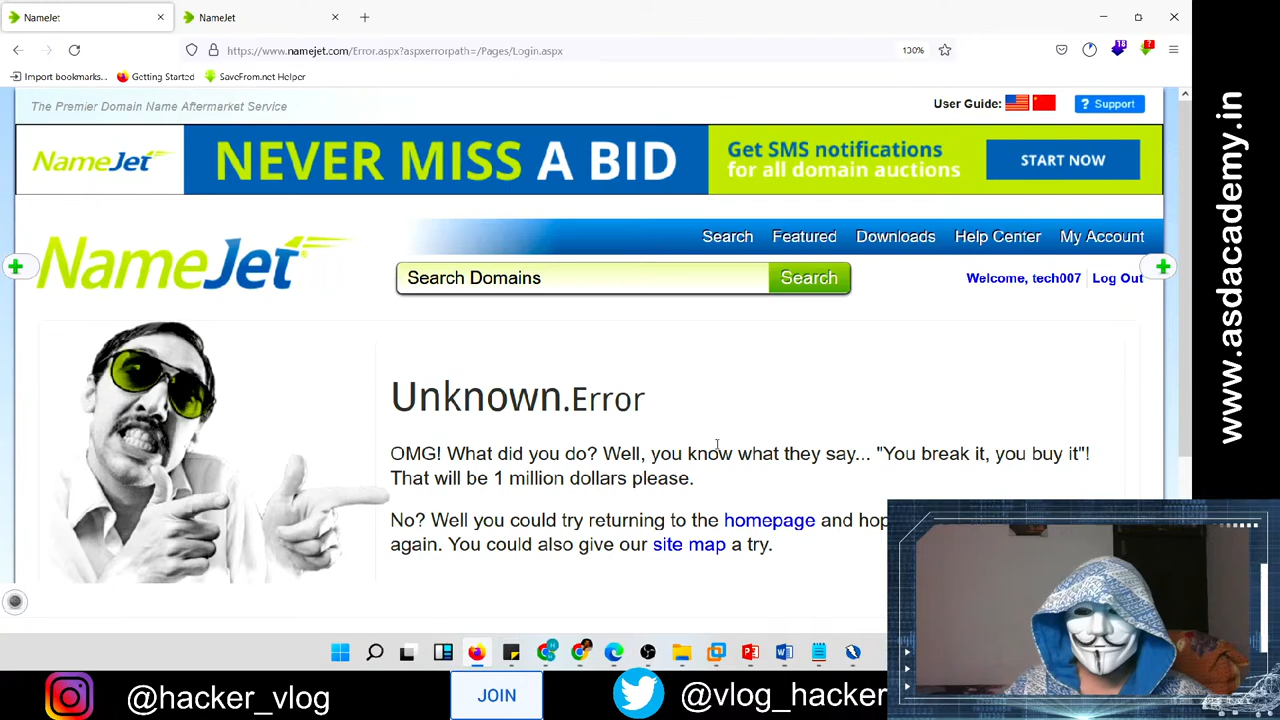 NameJet
NameJet
https://www.namejet.com/Error.aspx?aspxerrorpath=/Pages/Login.aspx
130%
18
?
Import bookmarks...
Getting Started
SaveFrom.net Helper
The Premier Domain Name Aftermarket Service
User Guide:
? Support
NameJet
NEVER MISS A BID
Get SMS notifications
for all domain auctions
START NOW
NameJet
Search
Featured
Downloads
Help Center
My Account
Search Domains
Search
Welcome, tech007
Log Out
Unknown.Error
OMG! What did you do? Well, you know what they say... "You break it, you buy it"!
That will be 1 million dollars please.
No? Well you could try returning to the homepage and hop
again. You could also give our site map a try.
@hacker_vlog
JOIN
@vlog_hacker
www.asdacademy.in